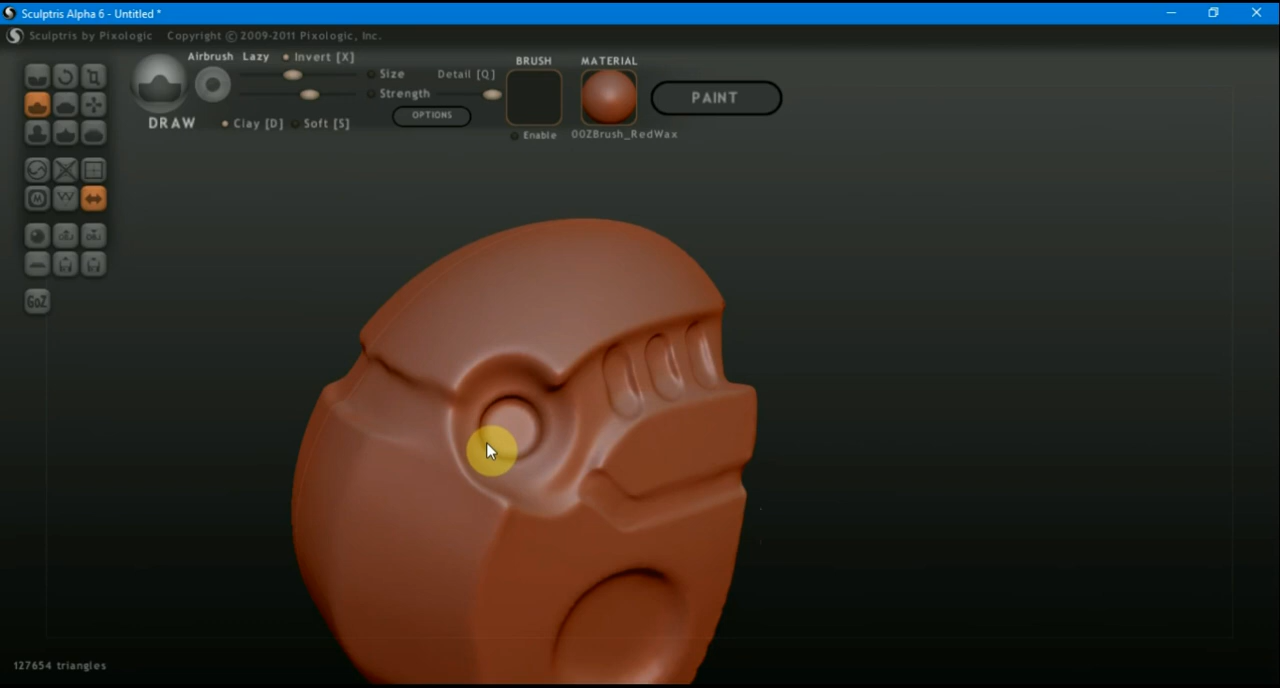 Sculptris Alpha 6 - Untitled *
Sculptris by Pixologic Copyright © 2009-2011 Pixologic, Inc.
Airbrush Lazy Invert [X]
BRUSH MATERIAL
Size Detail [Q]
Strength
PAINT
OPTIONS
DRAW Clay [D] Soft [S]
Enable 00ZBrush_RedWax
GoZ
127654 triangles